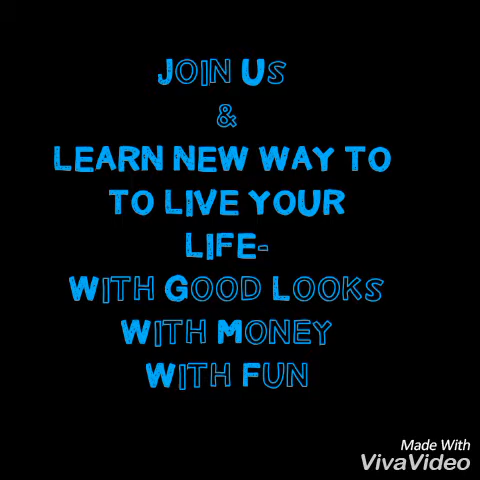 Join Us
&
LEARN NEW WAY TO
TO LIVE YOUR
LIFE-
With Good Looks
With Money
With Fun
Made With
VivaVideo